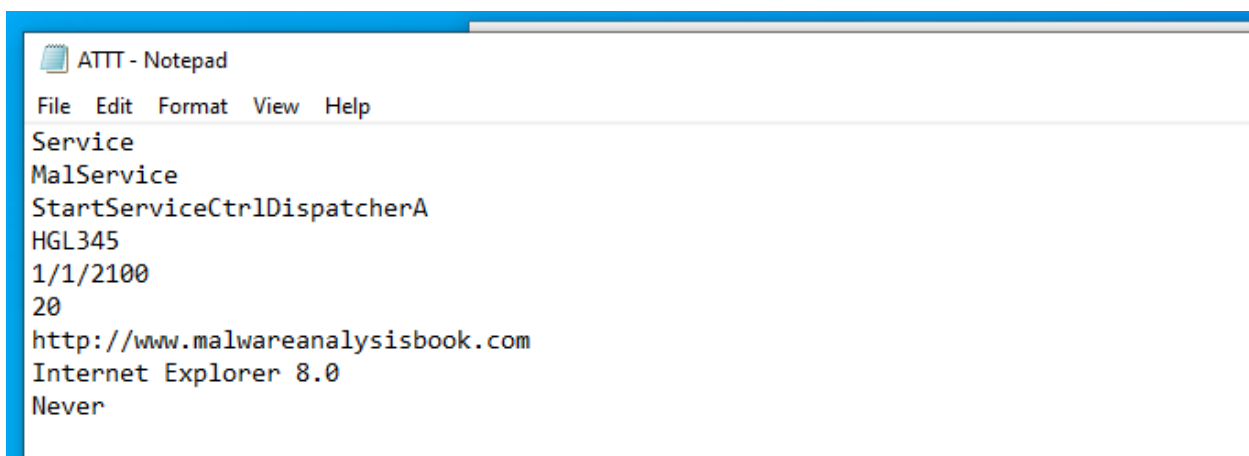 ATTT - Notepad
File Edit Format View Help
Service
MalService
StartServiceCtrlDispatcherA
HGL345
1/1/2100
20
http://www.malwareanalysisbook.com
Internet Explorer 8.0
Never